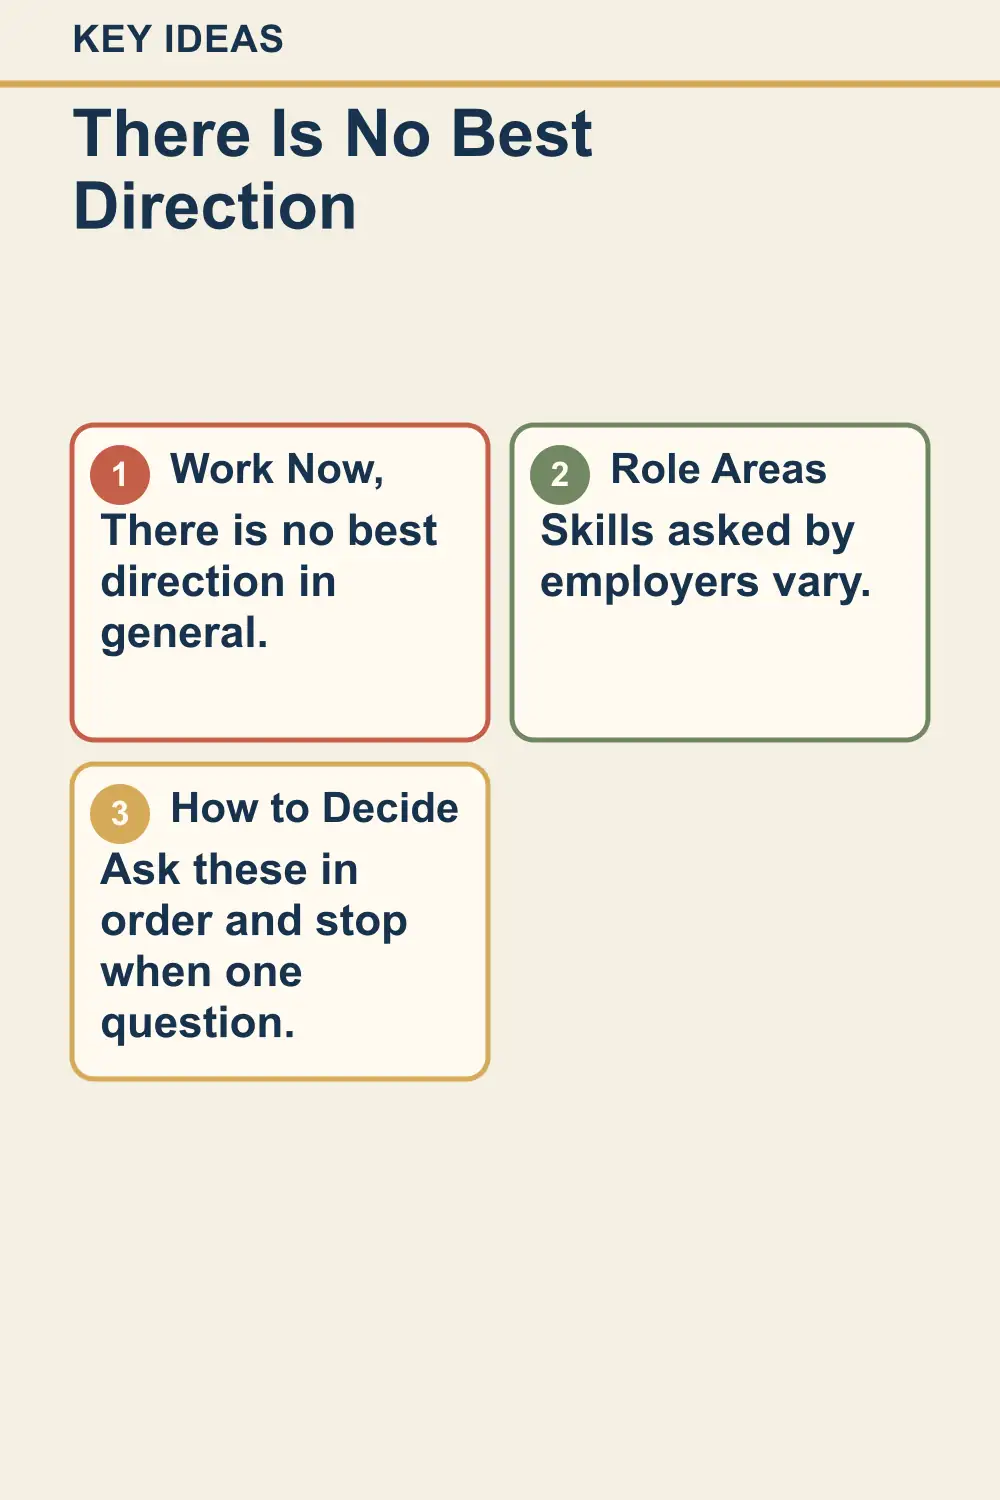 KEY IDEAS
There Is No Best
Direction
1 Work Now,
There is no best
direction in
general.
2 Role Areas
Skills asked by
employers vary.
3 How to Decide
Ask these in
order and stop
when one
question.